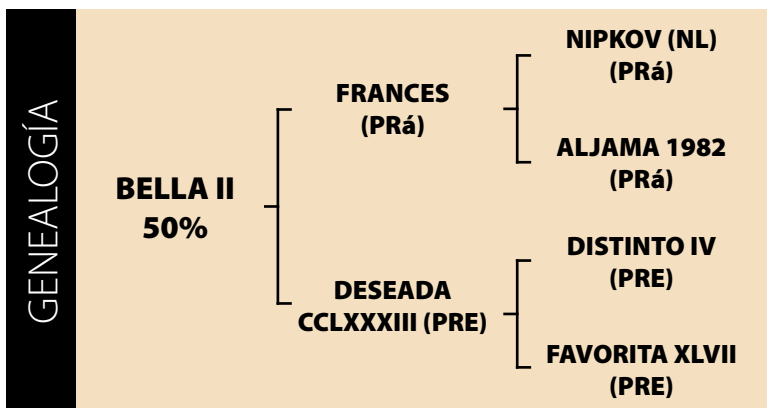 GENEALOGÍA
BELLA II
50%
FRANCES
(PRá)
DESEADA
CCLXXXIII (PRE)
NIPKOV (NL)
(PRá)
ALJAMA 1982
(PRá)
DISTINTO IV
(PRE)
FAVORITA XLVII
(PRE)